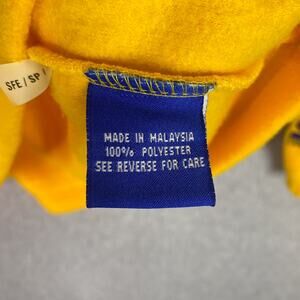 SFE / SP
MADE IN MALAYSIA
100% POLYESTER
SEE REVERSE FOR CARE